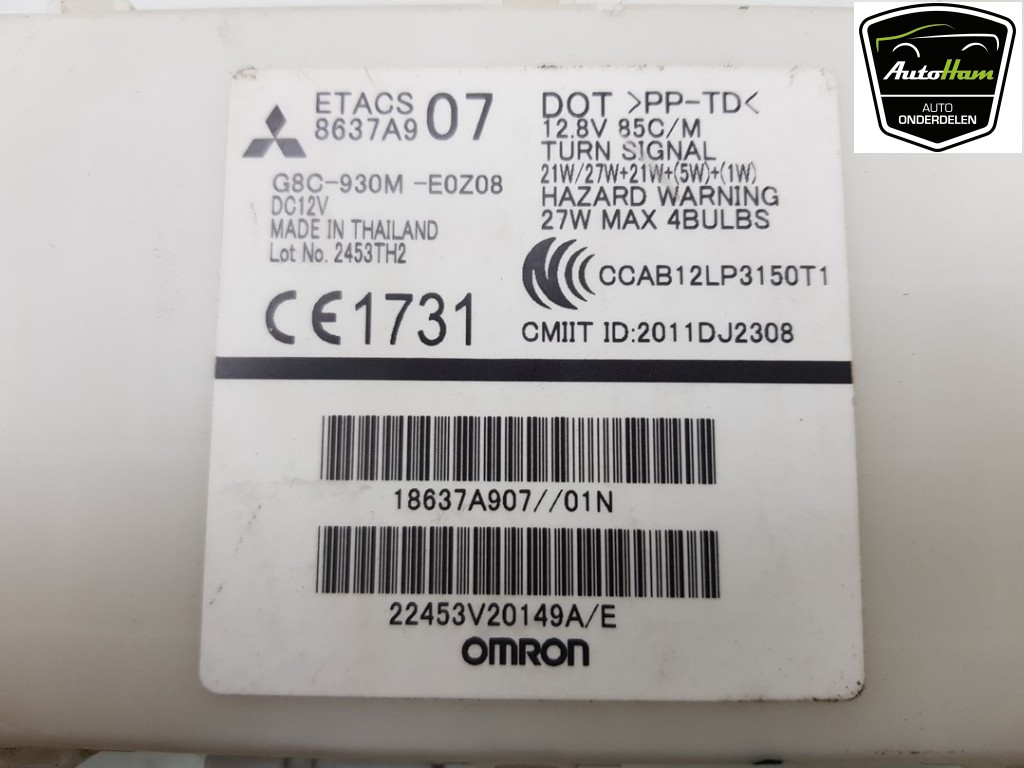 ETACS
8637A9 07
G8C-930M -E0Z08
DC12V
MADE IN THAILAND
Lot No. 2453TH2
CE1731
DOT >PP-TD<
12.8V 85C/M
TURN SIGNAL
21W/27W+21W+(5W)+(1W)
HAZARD WARNING
27W MAX 4BULBS
CCAB12LP3150T1
CMIIT ID:2011DJ2308
18637A907//01N
22453V20149A/E
OMRON
AutoHam
AUTO
ONDERDELEN